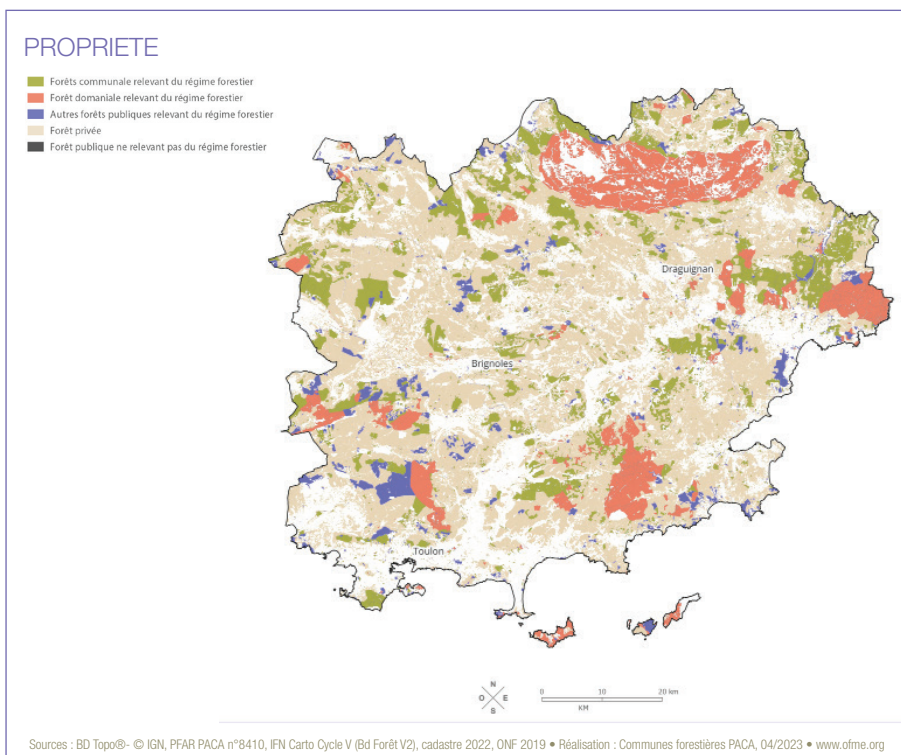 PROPRIETE
Forêts communale relevant du régime forestier
Forêt domaniale relevant du régime forestier
Autres forêts publiques relevant du régime forestier
Forêt privée
Forêt publique ne relevant pas du régime forestier
Draguignan
Brignoles
Toulon
N
O E
S
0 10 20 km
KM
Sources : BD Topo®- © IGN, PFAR PACA n°8410, IFN Carto Cycle V (Bd Forêt V2), cadastre 2022, ONF 2019 • Réalisation : Communes forestières PACA, 04/2023 • www.ofme.org